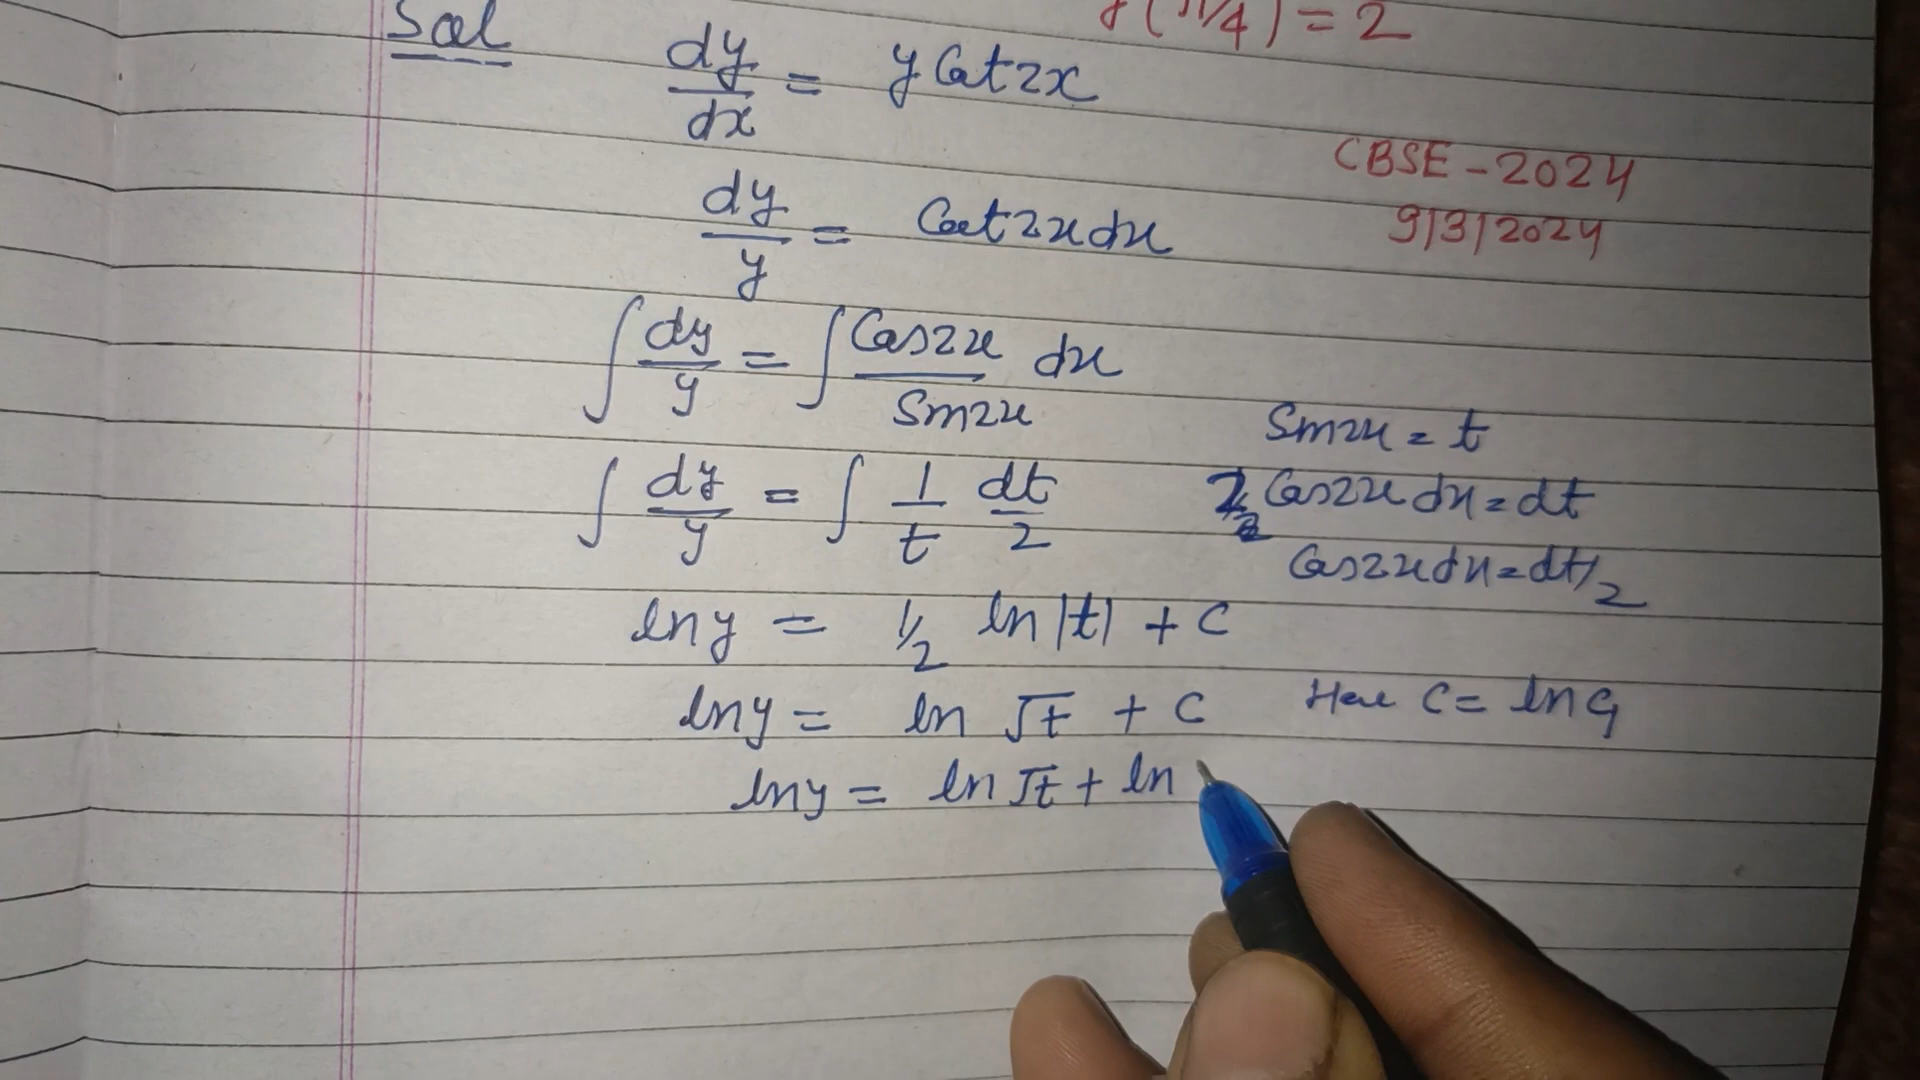 y(π/4) = 2
Sol dy/dx = y Cot2x
CBSE - 2024
9/3/2024
dy/y = Cot2x dx
∫ dy/y = ∫ Cos2x/Sin2x dx
Sin2x = t
∫ dy/y = ∫ 1/t dt/2
2 Cos2x dx = dt
Cos2x dx = dt/2
ln y = 1/2 ln |t| + C
ln y = ln √t + C Here C = ln C₁
ln y = ln √t + ln